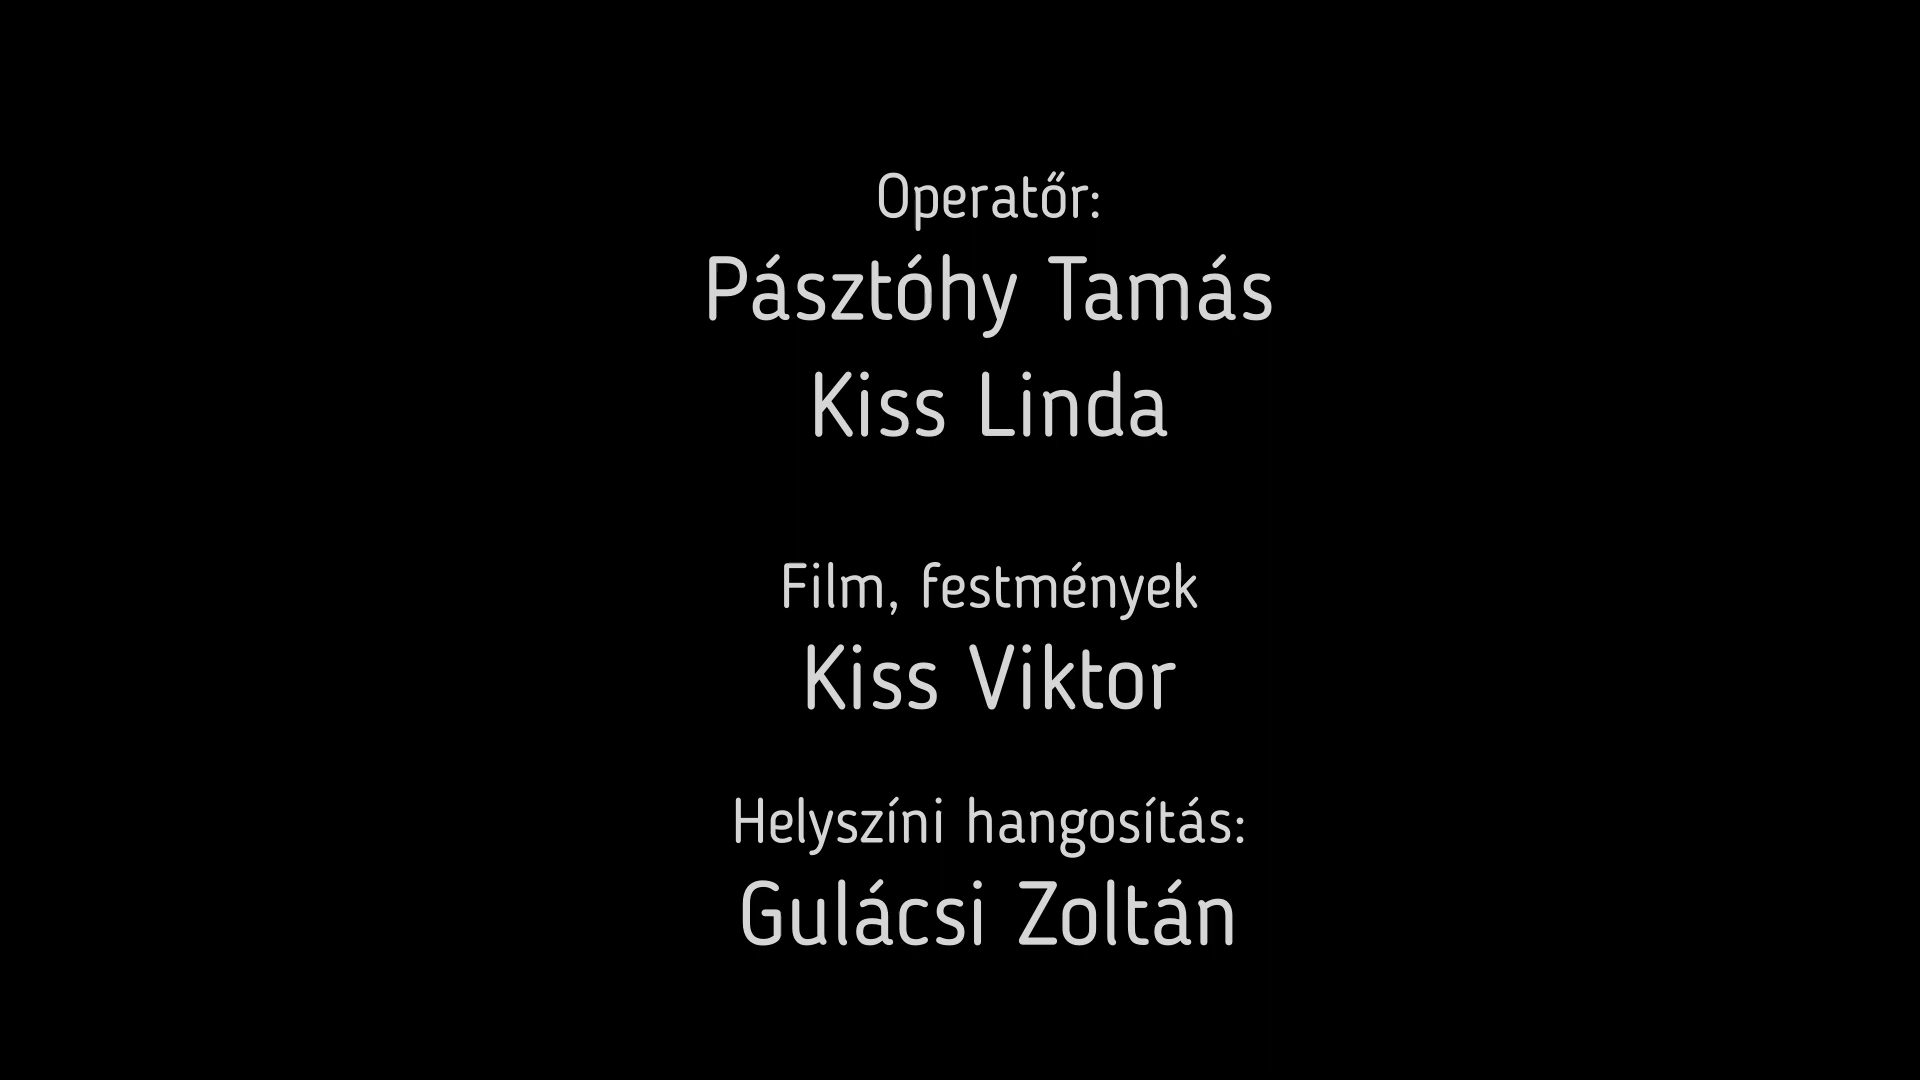 Operatőr:
Pásztóhy Tamás
Kiss Linda
Film, festmények
Kiss Viktor
Helyszíni hangosítás:
Gulácsi Zoltán